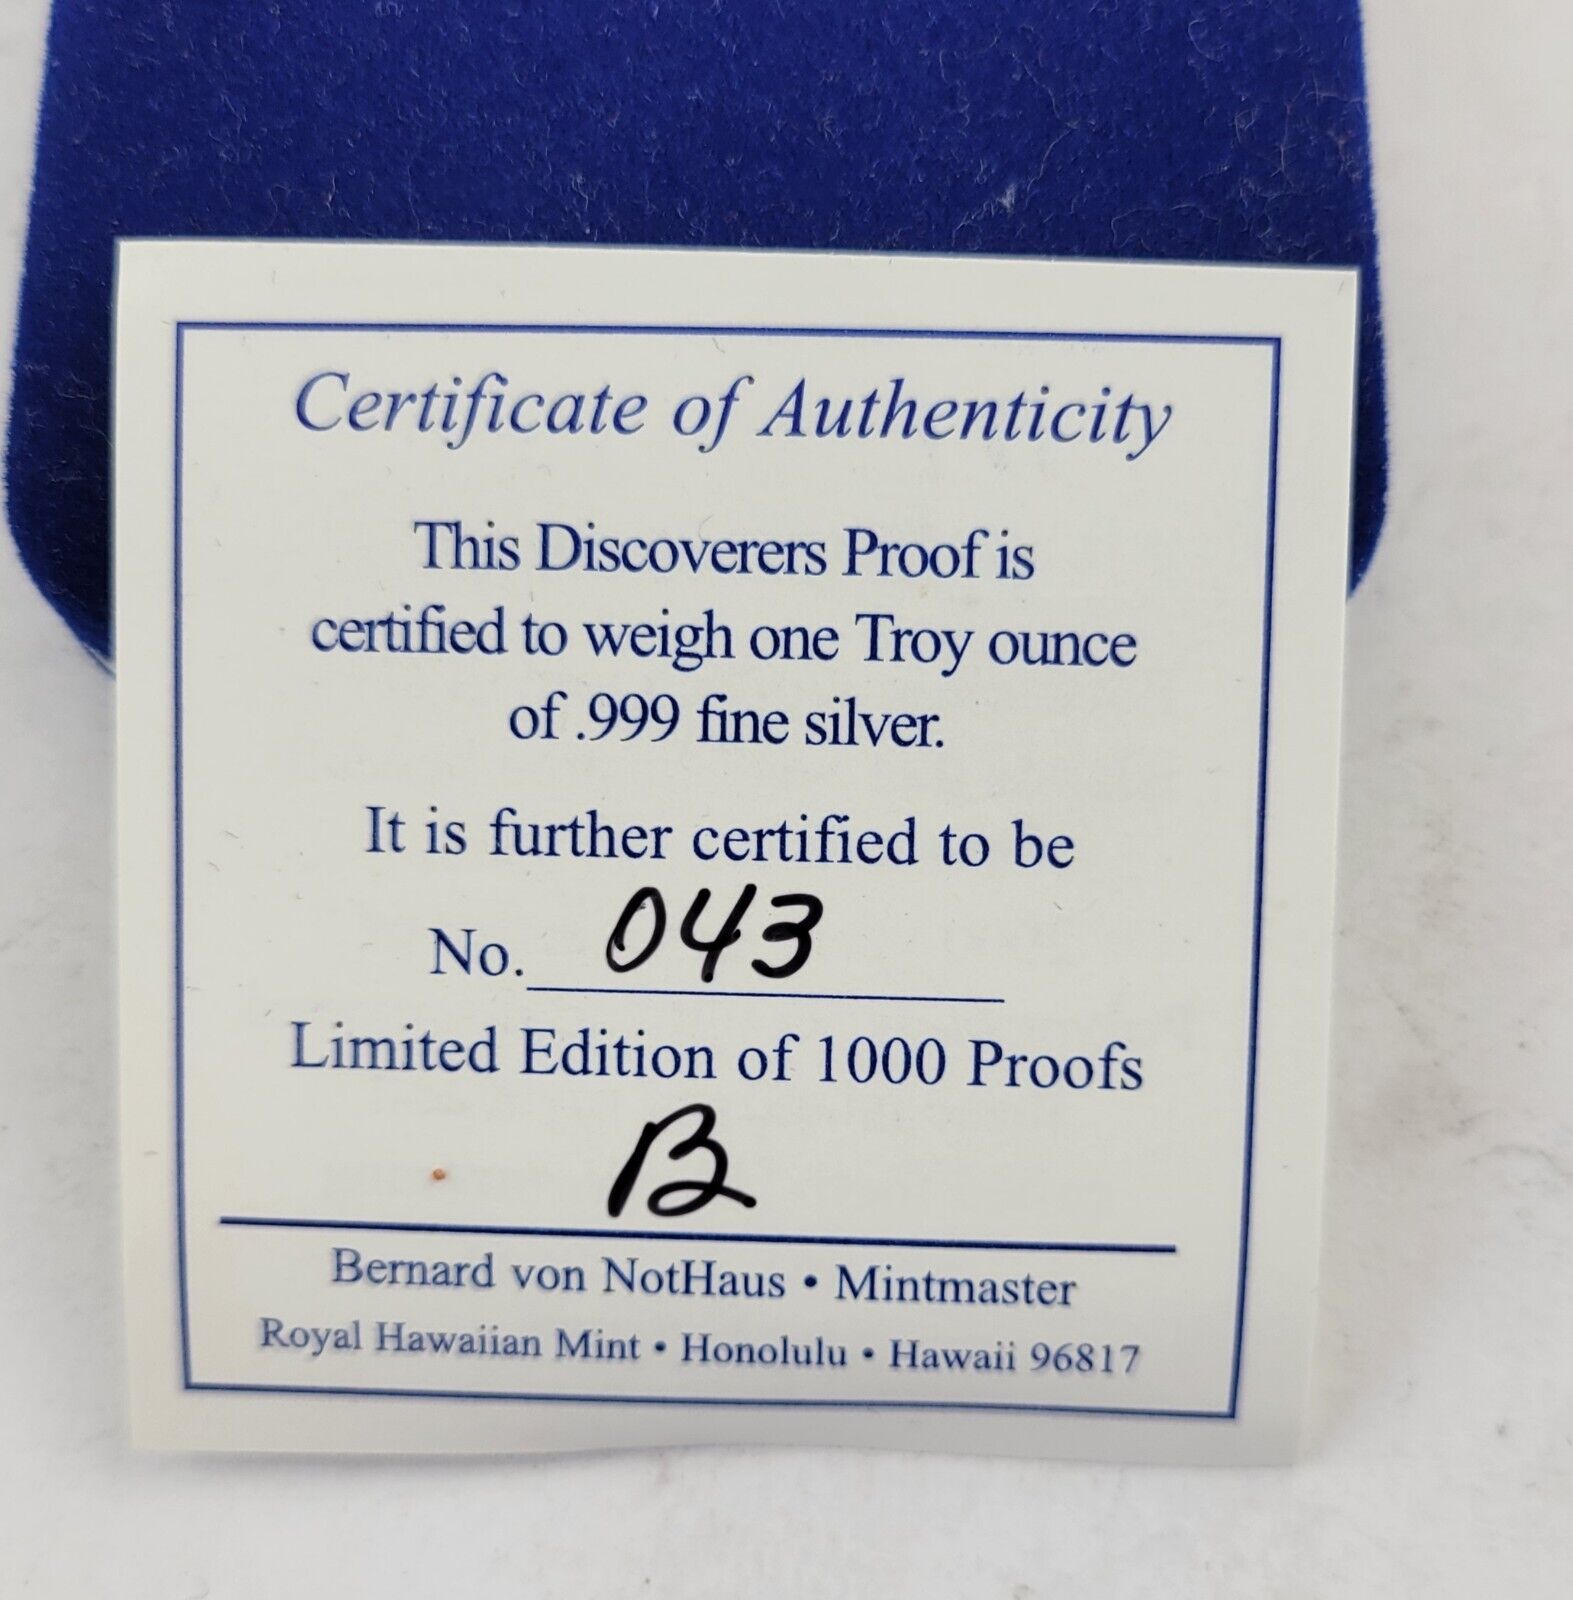 Certificate of Authenticity
This Discoverers Proof is
certified to weigh one Troy ounce
of .999 fine silver.
It is further certified to be
No. 043
Limited Edition of 1000 Proofs
B
Bernard von NotHaus • Mintmaster
Royal Hawaiian Mint • Honolulu • Hawaii 96817